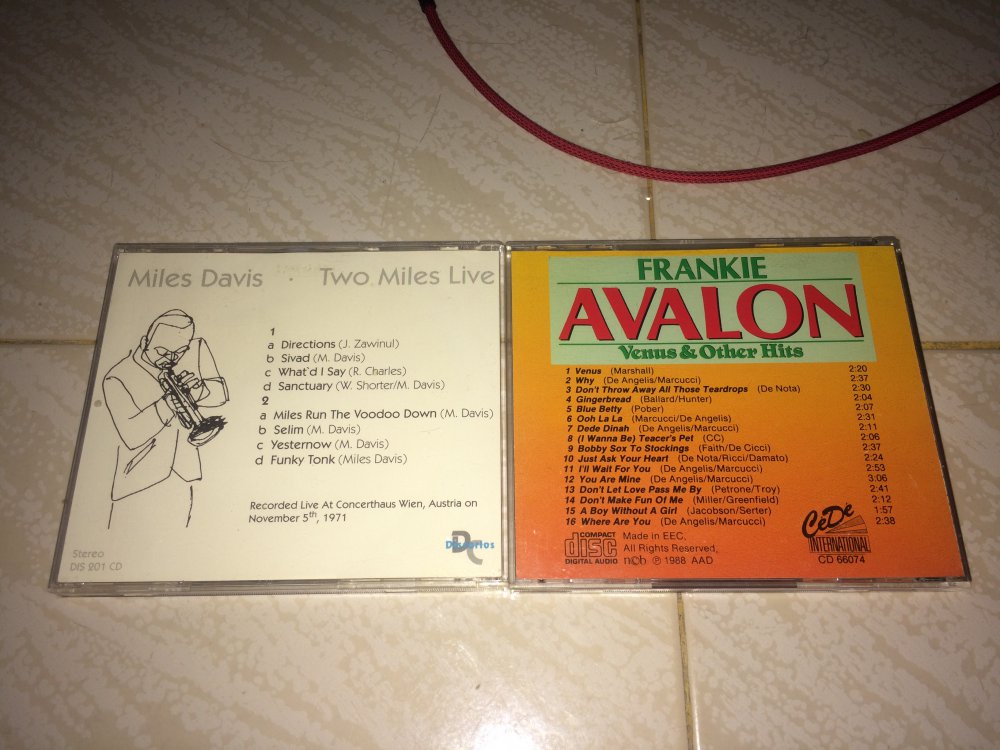 Miles Davis · Two Miles Live
1
a Directions (J. Zawinul)
b Sivad (M. Davis)
c What'd I Say (R. Charles)
d Sanctuary (W. Shorter/M. Davis)
2
a Miles Run The Voodoo Down (M. Davis)
b Selim (M. Davis)
c Yesternow (M. Davis)
d Funky Tonk (Miles Davis)
Recorded Live At Concerthaus Wien, Austria on
November 5th, 1971
Stereo
DIS 201 CD
Discurios
DC
FRANKIE
AVALON
Venus & Other Hits
1 Venus (Marshall) 2:20
2 Why (De Angelis/Marcucci) 2:37
3 Don't Throw Away All Those Teardrops (De Nota) 2:30
4 Gingerbread (Ballard/Hunter) 2:04
5 Blue Betty (Pober) 2:07
6 Ooh La La (Marcucci/De Angelis) 2:31
7 Dede Dinah (De Angelis/Marcucci) 2:11
8 (I Wanna Be) Teacer's Pet (CC) 2:06
9 Bobby Sox To Stockings (Faith/De Cicci) 2:37
10 Just Ask Your Heart (De Nota/Ricci/Damato) 2:24
11 I'll Wait For You (De Angelis/Marcucci) 2:53
12 You Are Mine (De Angelis/Marcucci) 3:06
13 Don't Let Love Pass Me By (Petrone/Troy) 2:41
14 Don't Make Fun Of Me (Miller/Greenfield) 2:12
15 A Boy Without A Girl (Jacobson/Serter) 1:57
16 Where Are You (De Angelis/Marcucci) 2:38
COMPACT
disc
DIGITAL AUDIO
Made in EEC.
All Rights Reserved,
ncb ℗ 1988 AAD
CéDé
INTERNATIONAL
CD 66074